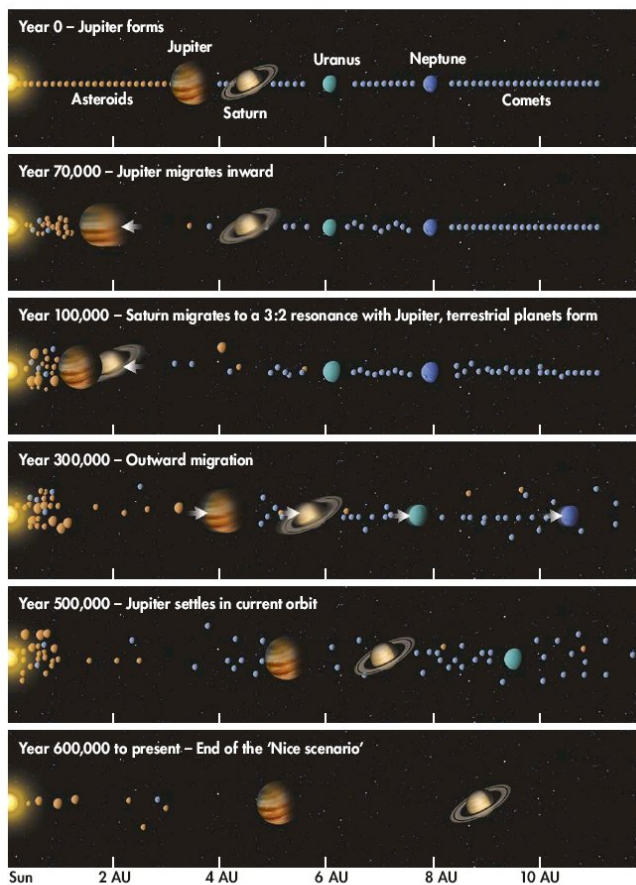 Year 0 – Jupiter forms
Jupiter
Uranus
Neptune
Asteroids
Saturn
Comets
Year 70,000 – Jupiter migrates inward
Year 100,000 – Saturn migrates to a 3:2 resonance with Jupiter, terrestrial planets form
Year 300,000 – Outward migration
Year 500,000 – Jupiter settles in current orbit
Year 600,000 to present – End of the ‘Nice scenario’
Sun 2 AU 4 AU 6 AU 8 AU 10 AU